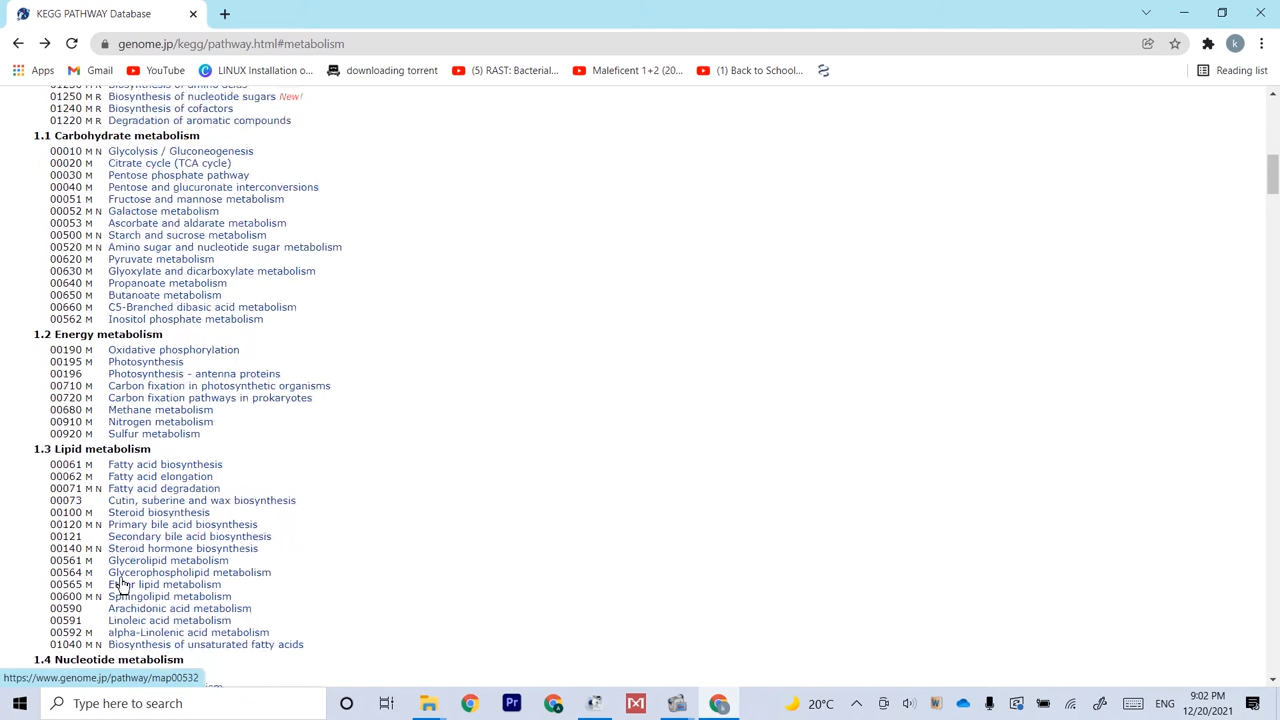 KEGG PATHWAY Database
genome.jp/kegg/pathway.html#metabolism
Apps Gmail YouTube LINUX Installation o... downloading torrent (5) RAST: Bacterial... Maleficent 1+2 (20... (1) Back to School... Reading list
01230 M R Biosynthesis of amino acids
01250 M R Biosynthesis of nucleotide sugars New!
01240 M R Biosynthesis of cofactors
01220 M R Degradation of aromatic compounds
1.1 Carbohydrate metabolism
00010 M N Glycolysis / Gluconeogenesis
00020 M Citrate cycle (TCA cycle)
00030 M Pentose phosphate pathway
00040 M Pentose and glucuronate interconversions
00051 M Fructose and mannose metabolism
00052 M N Galactose metabolism
00053 M Ascorbate and aldarate metabolism
00500 M N Starch and sucrose metabolism
00520 M N Amino sugar and nucleotide sugar metabolism
00620 M Pyruvate metabolism
00630 M Glyoxylate and dicarboxylate metabolism
00640 M Propanoate metabolism
00650 M Butanoate metabolism
00660 M C5-Branched dibasic acid metabolism
00562 M Inositol phosphate metabolism
1.2 Energy metabolism
00190 M Oxidative phosphorylation
00195 M Photosynthesis
00196 Photosynthesis - antenna proteins
00710 M Carbon fixation in photosynthetic organisms
00720 M Carbon fixation pathways in prokaryotes
00680 M Methane metabolism
00910 M Nitrogen metabolism
00920 M Sulfur metabolism
1.3 Lipid metabolism
00061 M Fatty acid biosynthesis
00062 M Fatty acid elongation
00071 M N Fatty acid degradation
00073 Cutin, suberine and wax biosynthesis
00100 M Steroid biosynthesis
00120 M N Primary bile acid biosynthesis
00121 Secondary bile acid biosynthesis
00140 M N Steroid hormone biosynthesis
00561 M Glycerolipid metabolism
00564 M Glycerophospholipid metabolism
00565 M Ether lipid metabolism
00600 M N Sphingolipid metabolism
00590 Arachidonic acid metabolism
00591 Linoleic acid metabolism
00592 M alpha-Linolenic acid metabolism
01040 M N Biosynthesis of unsaturated fatty acids
1.4 Nucleotide metabolism
https://www.genome.jp/pathway/map00532
Type here to search
20°C
ENG
9:02 PM
12/20/2021